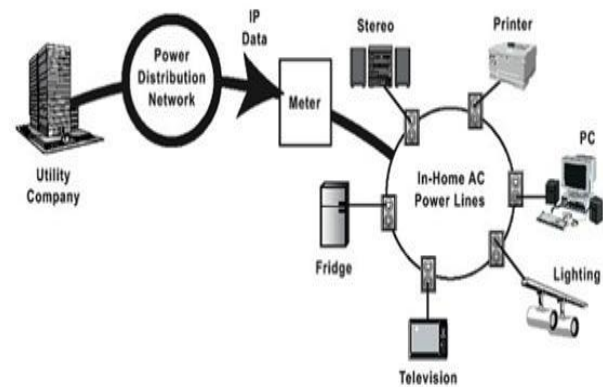 IP
Data
Stereo
Printer
Power
Distribution
Network
Meter
PC
Utility
Company
In-Home AC
Power Lines
Fridge
Lighting
Television